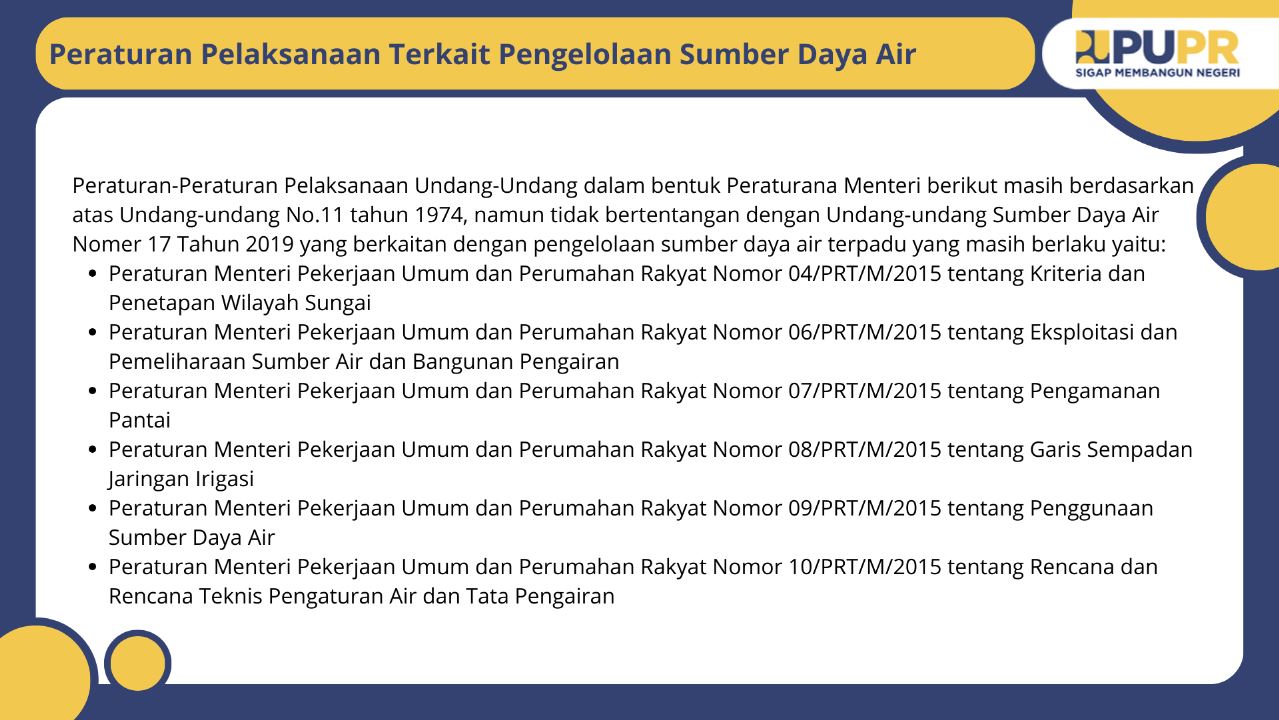 Peraturan Pelaksanaan Terkait Pengelolaan Sumber Daya Air
PUPR
SIGAP MEMBANGUN NEGERI
Peraturan-Peraturan Pelaksanaan Undang-Undang dalam bentuk Peraturana Menteri berikut masih berdasarkan
atas Undang-undang No.11 tahun 1974, namun tidak bertentangan dengan Undang-undang Sumber Daya Air
Nomer 17 Tahun 2019 yang berkaitan dengan pengelolaan sumber daya air terpadu yang masih berlaku yaitu:
• Peraturan Menteri Pekerjaan Umum dan Perumahan Rakyat Nomor 04/PRT/M/2015 tentang Kriteria dan
Penetapan Wilayah Sungai
• Peraturan Menteri Pekerjaan Umum dan Perumahan Rakyat Nomor 06/PRT/M/2015 tentang Eksploitasi dan
Pemeliharaan Sumber Air dan Bangunan Pengairan
• Peraturan Menteri Pekerjaan Umum dan Perumahan Rakyat Nomor 07/PRT/M/2015 tentang Pengamanan
Pantai
• Peraturan Menteri Pekerjaan Umum dan Perumahan Rakyat Nomor 08/PRT/M/2015 tentang Garis Sempadan
Jaringan Irigasi
• Peraturan Menteri Pekerjaan Umum dan Perumahan Rakyat Nomor 09/PRT/M/2015 tentang Penggunaan
Sumber Daya Air
• Peraturan Menteri Pekerjaan Umum dan Perumahan Rakyat Nomor 10/PRT/M/2015 tentang Rencana dan
Rencana Teknis Pengaturan Air dan Tata Pengairan